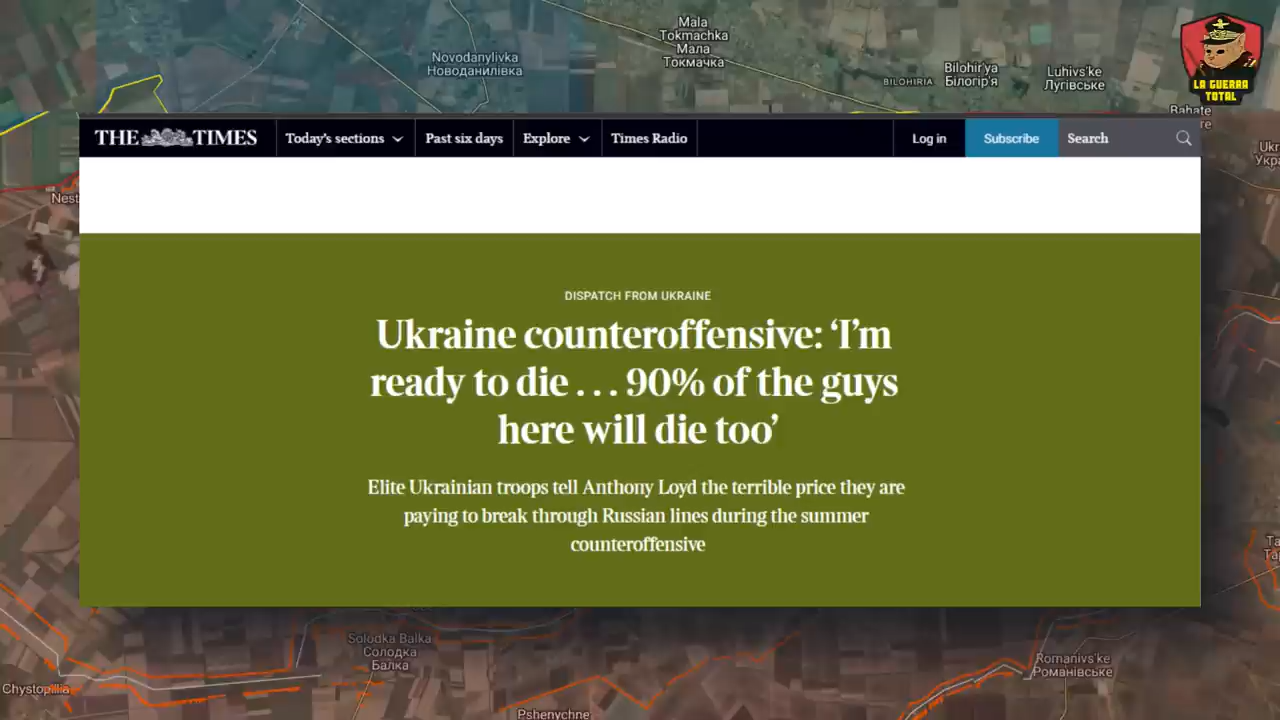 Mala
Tokmachka
Мала
Токмачка
Novodanylivka
Новоданилівка
BILOHIRIA
Bilohir'ya
Білогір'я
Luhivs'ke
Лугівське
LA GUERRA
TOTAL
THE TIMES
Today's sections
Past six days
Explore
Times Radio
Log in
Subscribe
Search
DISPATCH FROM UKRAINE
Ukraine counteroffensive: ‘I’m
ready to die . . . 90% of the guys
here will die too’
Elite Ukrainian troops tell Anthony Loyd the terrible price they are
paying to break through Russian lines during the summer
counteroffensive
Solodka Balka
Солодка
Балка
Romanivs'ke
Романівське
Chystopillia
Pshenychne